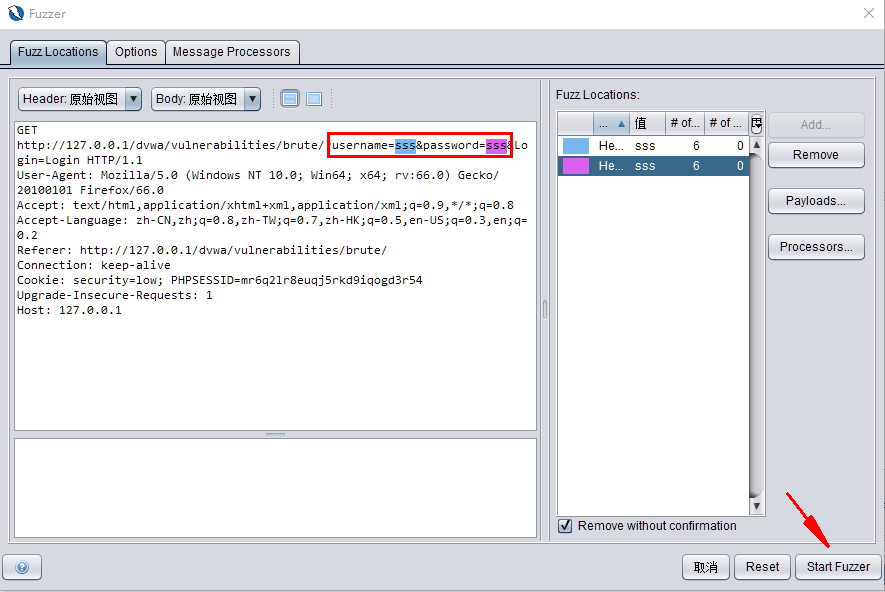 Fuzzer
Fuzz Locations Options Message Processors
Header: 原始视图 Body: 原始视图
GET
http://127.0.0.1/dvwa/vulnerabilities/brute/?username=sss&password=sss&Lo
gin=Login HTTP/1.1
User-Agent: Mozilla/5.0 (Windows NT 10.0; Win64; x64; rv:66.0) Gecko/
20100101 Firefox/66.0
Accept: text/html,application/xhtml+xml,application/xml;q=0.9,*/*;q=0.8
Accept-Language: zh-CN,zh;q=0.8,zh-TW;q=0.7,zh-HK;q=0.5,en-US;q=0.3,en;q=
0.2
Referer: http://127.0.0.1/dvwa/vulnerabilities/brute/
Connection: keep-alive
Cookie: security=low; PHPSESSID=mr6q2lr8euqj5rkd9iqogd3r54
Upgrade-Insecure-Requests: 1
Host: 127.0.0.1
Fuzz Locations:
... 值 # of... # of ...
He... sss 6 0
He... sss 6 0
Add...
Remove
Payloads...
Processors...
Remove without confirmation
取消 Reset Start Fuzzer